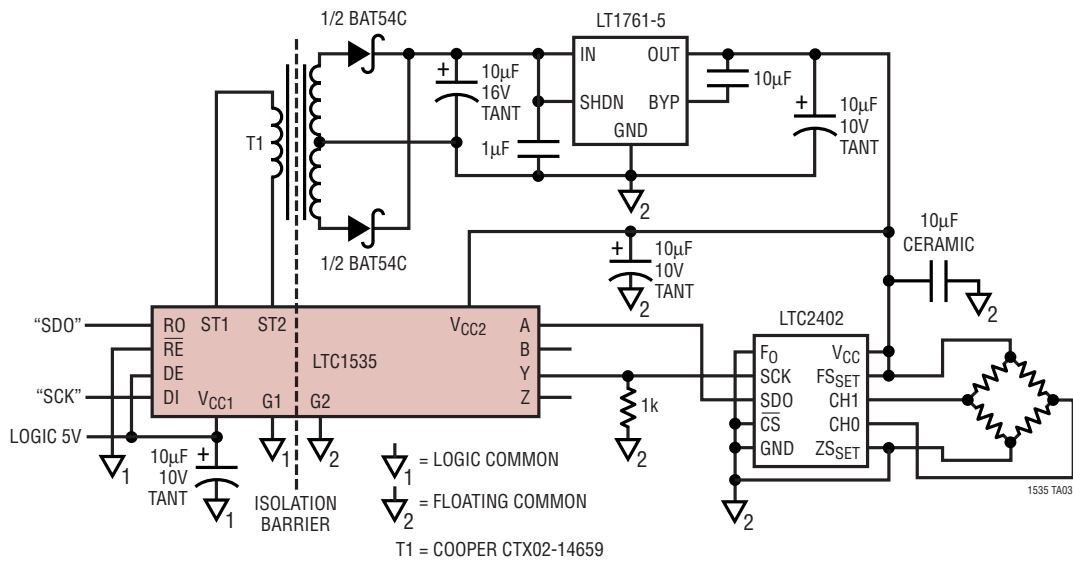 1/2 BAT54C
LT1761-5
IN OUT
SHDN BYP
GND
+ 10µF 16V TANT
1µF
10µF
+ 10µF 10V TANT
2
T1
1/2 BAT54C
+ 10µF 10V TANT
2
10µF CERAMIC
2
"SDO"
"SCK"
LOGIC 5V
RO ST1 ST2 VCC2 A
RE B
DE LTC1535 Y
DI VCC1 G1 G2 Z
1
+ 10µF 10V TANT
1
1
2
ISOLATION BARRIER
1k
2
LTC2402
FO VCC
SCK FSSET
SDO CH1
CS CH0
GND ZSSET
2
1 = LOGIC COMMON
2 = FLOATING COMMON
T1 = COOPER CTX02-14659
1535 TA03